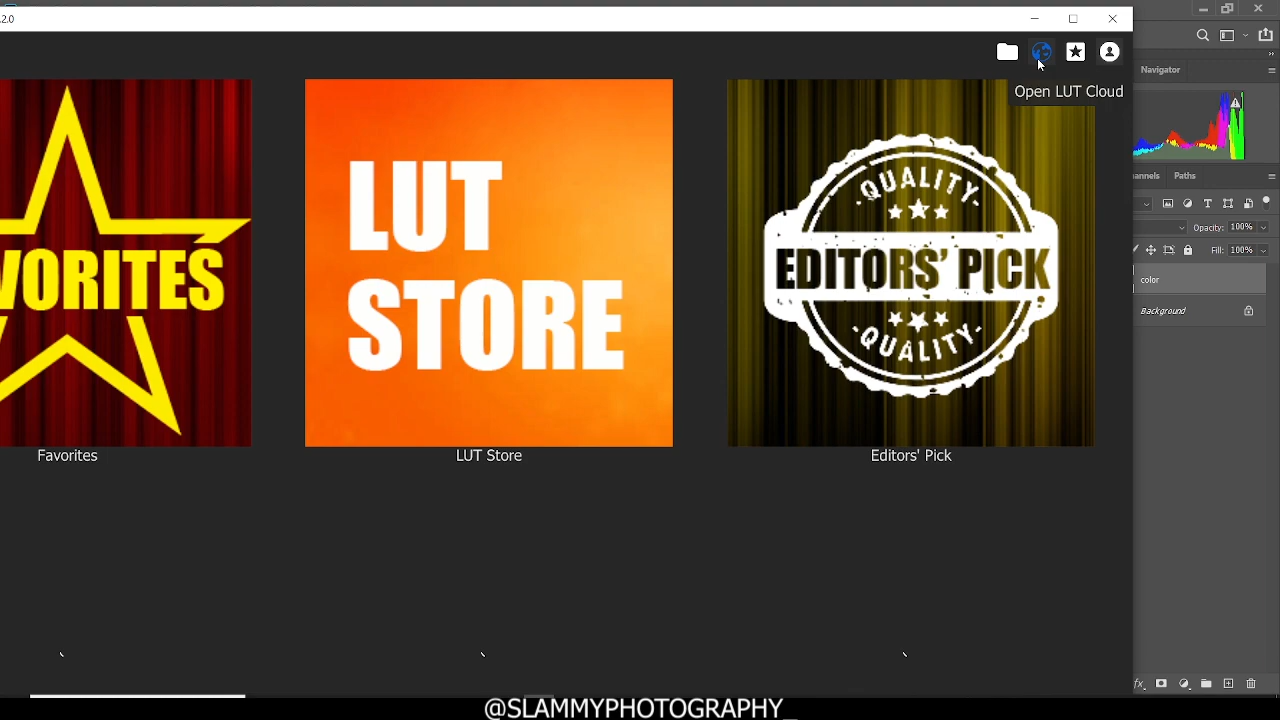 .2.0
Open LUT Cloud
Navigator
VORITES
LUT
STORE
QUALITY
EDITORS' PICK
QUALITY
Favorites
LUT Store
Editors' Pick
annels
Paths
Opacity: 100%
Fill: 100%
color
Background
fx
@SLAMMYPHOTOGRAPHY_